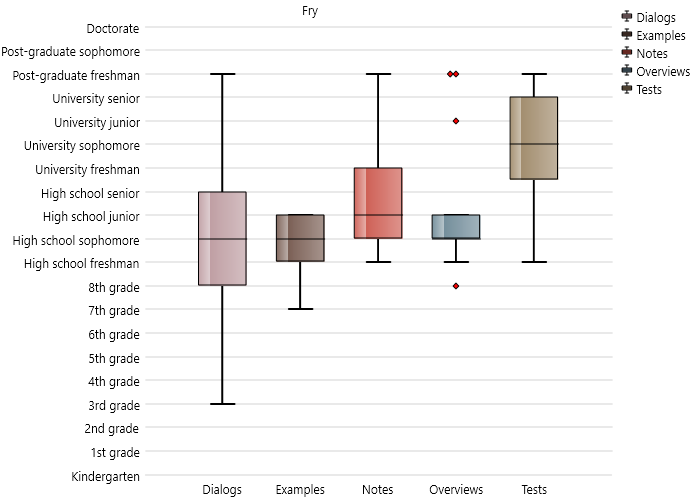 Fry
Doctorate
Post-graduate sophomore
Post-graduate freshman
University senior
University junior
University sophomore
University freshman
High school senior
High school junior
High school sophomore
High school freshman
8th grade
7th grade
6th grade
5th grade
4th grade
3rd grade
2nd grade
1st grade
Kindergarten
Dialogs
Examples
Notes
Overviews
Tests
Dialogs
Examples
Notes
Overviews
Tests